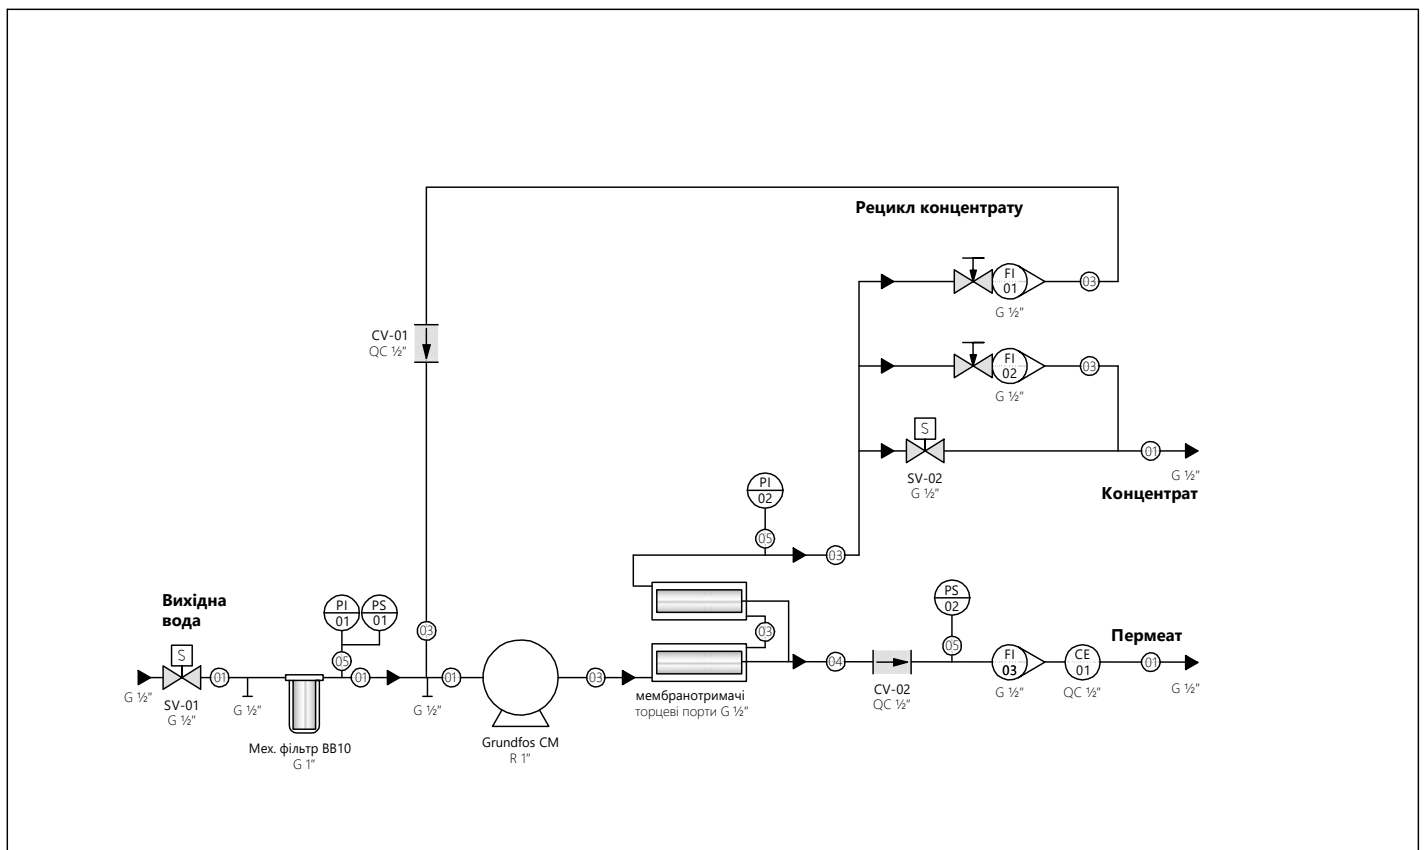 Рецикл концентрату
FI
01
03
G ½"
CV-01
QC ½"
FI
02
03
G ½"
S
SV-02
G ½"
01
G ½"
Концентрат
PI
02
05
03
Вихідна
вода
PI
01
PS
01
PS
02
03
03
05
Пермеат
S
G ½"
01
SV-01
G ½"
G ½"
05
01
Мех. фільтр BB10
G 1"
01
G ½"
Grundfos CM
R 1"
03
мембранотримачі
торцеві порти G ½"
04
CV-02
QC ½"
FI
03
G ½"
CE
01
QC ½"
01
G ½"